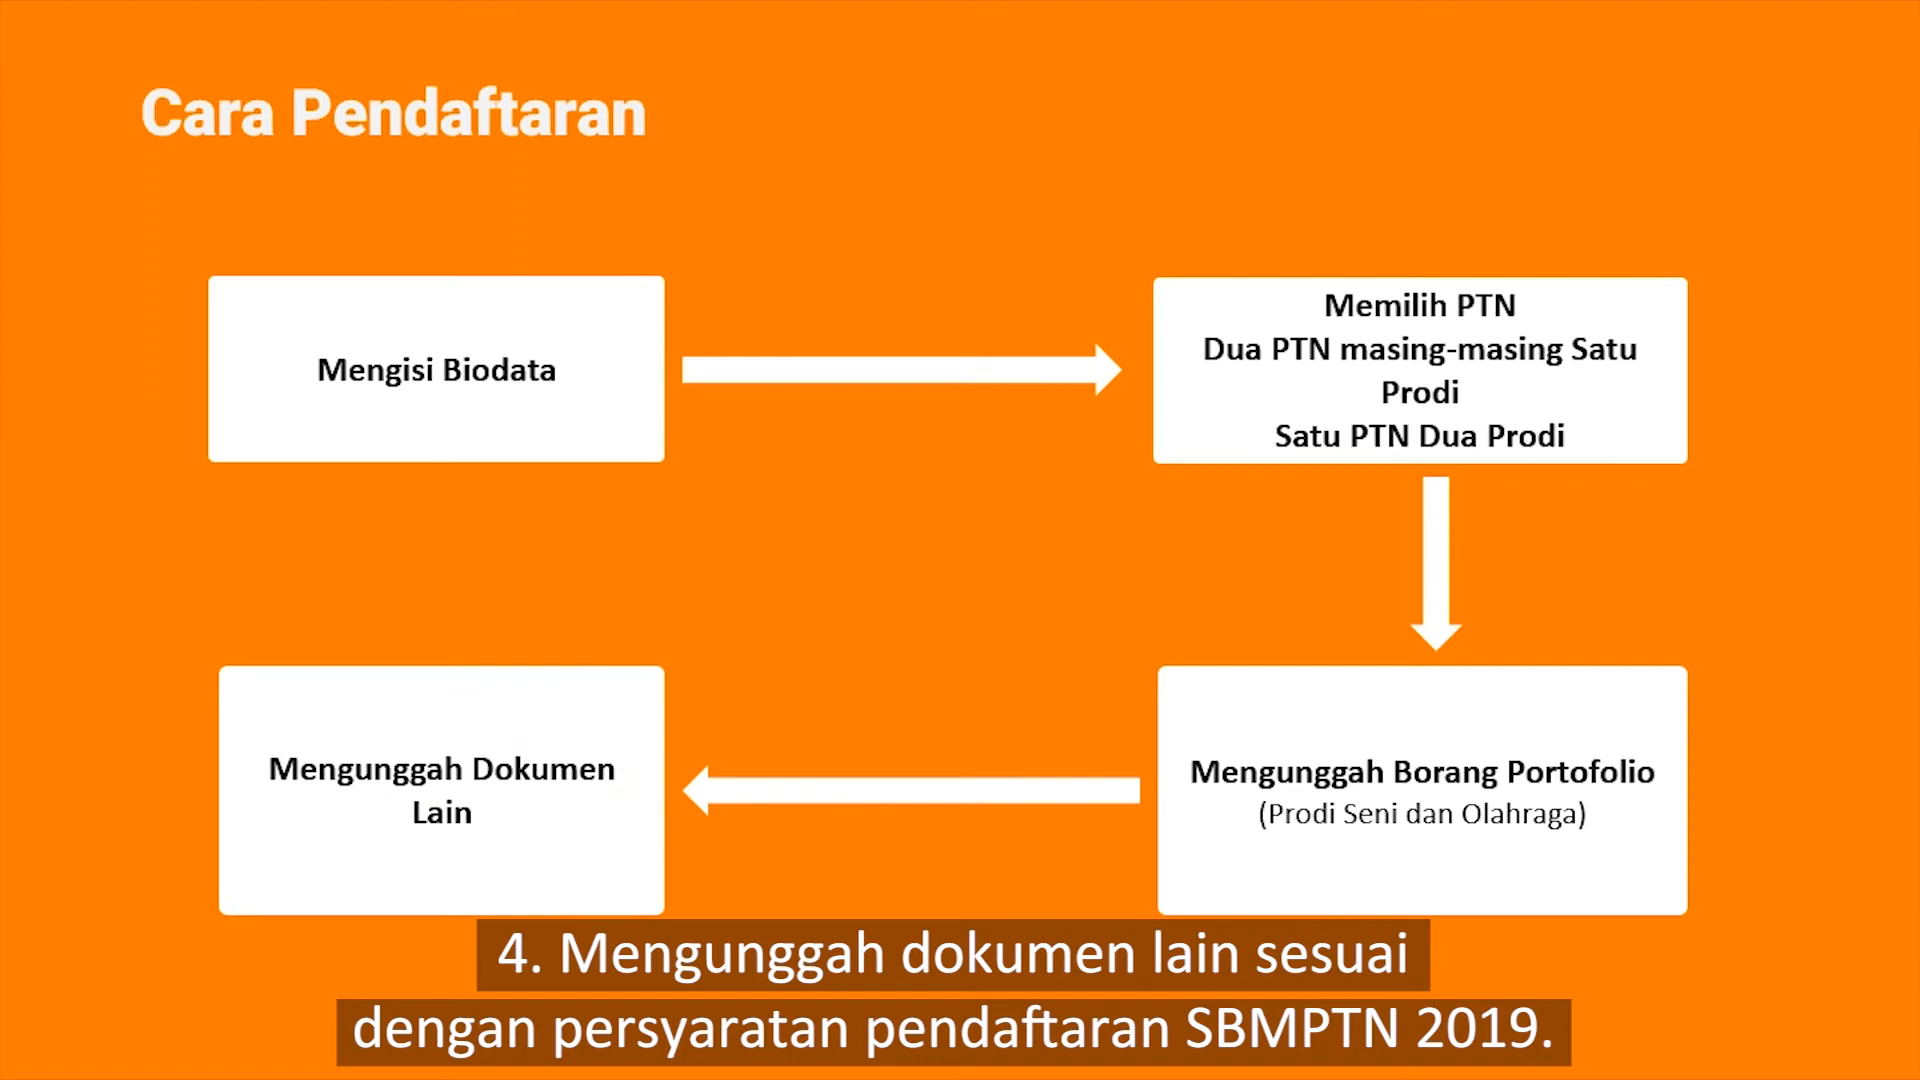 Cara Pendaftaran
Mengisi Biodata
Memilih PTN
Dua PTN masing-masing Satu
Prodi
Satu PTN Dua Prodi
Mengunggah Borang Portofolio
(Prodi Seni dan Olahraga)
Mengunggah Dokumen
Lain
4. Mengunggah dokumen lain sesuai
dengan persyaratan pendaftaran SBMPTN 2019.